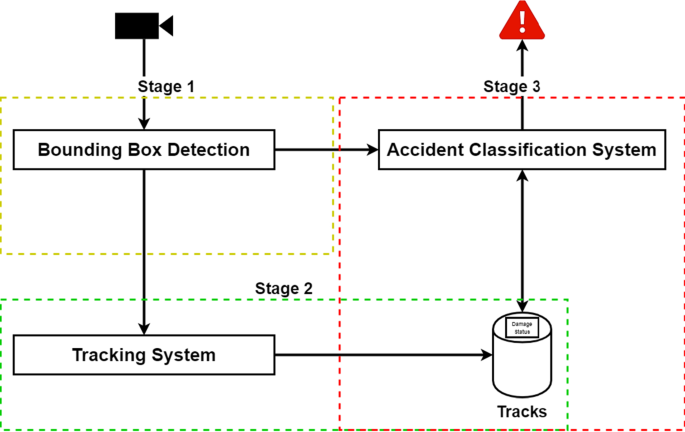 Stage 1
Stage 3
Bounding Box Detection
Accident Classification System
Stage 2
Damage
Status
Tracking System
Tracks